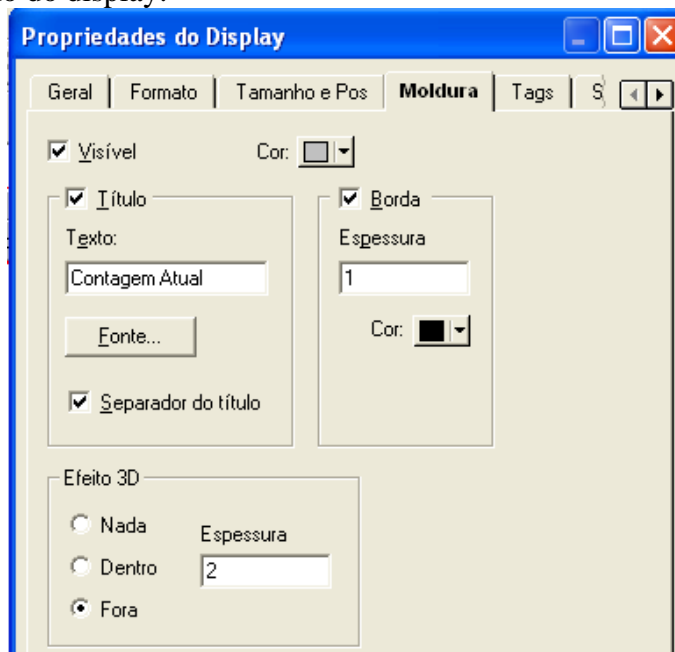 do display.
Propriedades do Display
Geral Formato Tamanho e Pos Moldura Tags S
Visível Cor:
Título
Texto:
Contagem Atual
Fonte...
Separador do título
Borda
Espessura
1
Cor:
Efeito 3D
Nada
Dentro
Fora
Espessura
2